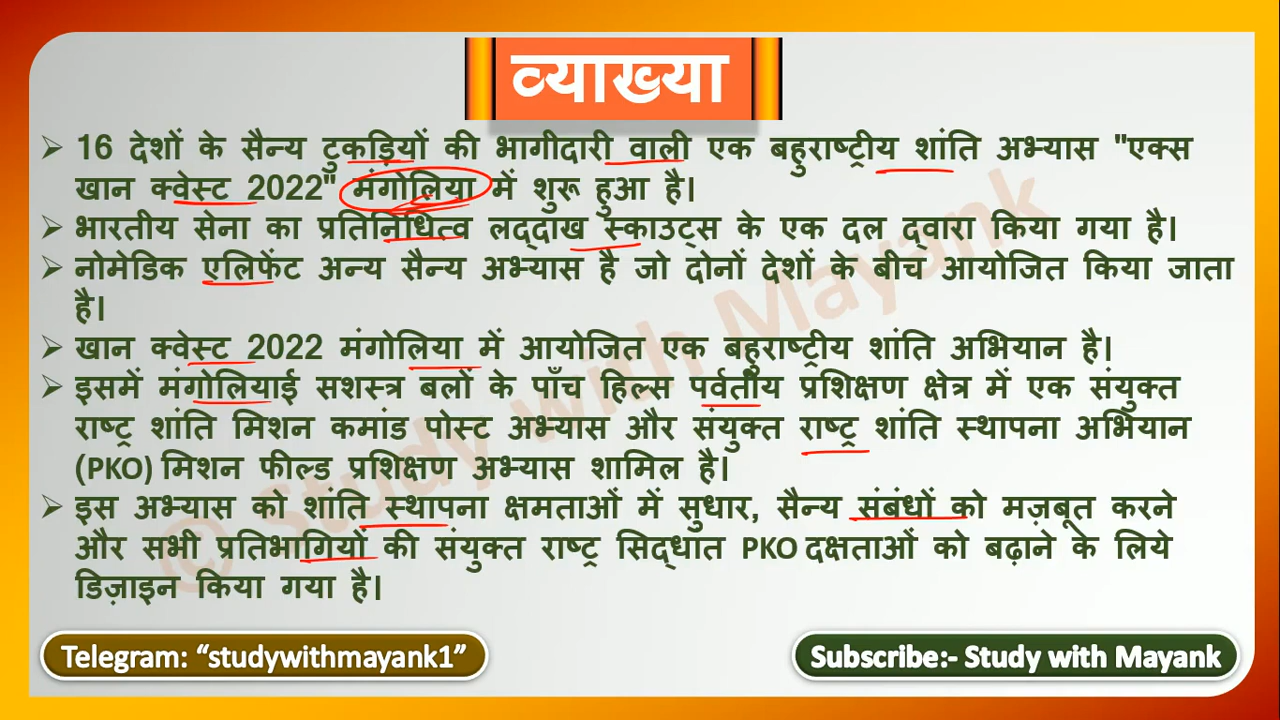 व्याख्या
➢ 16 देशों के सैन्य टुकड़ियों की भागीदारी वाली एक बहुराष्ट्रीय शांति अभ्यास "एक्स
खान क्वेस्ट 2022" मंगोलिया में शुरू हुआ है।
➢ भारतीय सेना का प्रतिनिधित्व लद्दाख स्काउट्स के एक दल द्वारा किया गया है।
➢ नोमेडिक एलिफेंट अन्य सैन्य अभ्यास है जो दोनों देशों के बीच आयोजित किया जाता
है।
➢ खान क्वेस्ट 2022 मंगोलिया में आयोजित एक बहुराष्ट्रीय शांति अभियान है।
➢ इसमें मंगोलियाई सशस्त्र बलों के पाँच हिल्स पर्वतीय प्रशिक्षण क्षेत्र में एक संयुक्त
राष्ट्र शांति मिशन कमांड पोस्ट अभ्यास और संयुक्त राष्ट्र शांति स्थापना अभियान
(PKO) मिशन फील्ड प्रशिक्षण अभ्यास शामिल है।
➢ इस अभ्यास को शांति स्थापना क्षमताओं में सुधार, सैन्य संबंधों को मज़बूत करने
और सभी प्रतिभागियों की संयुक्त राष्ट्र सिद्धांत PKO दक्षताओं को बढ़ाने के लिये
डिज़ाइन किया गया है।
© Study with Mayank
Telegram: “studywithmayank1”
Subscribe:- Study with Mayank